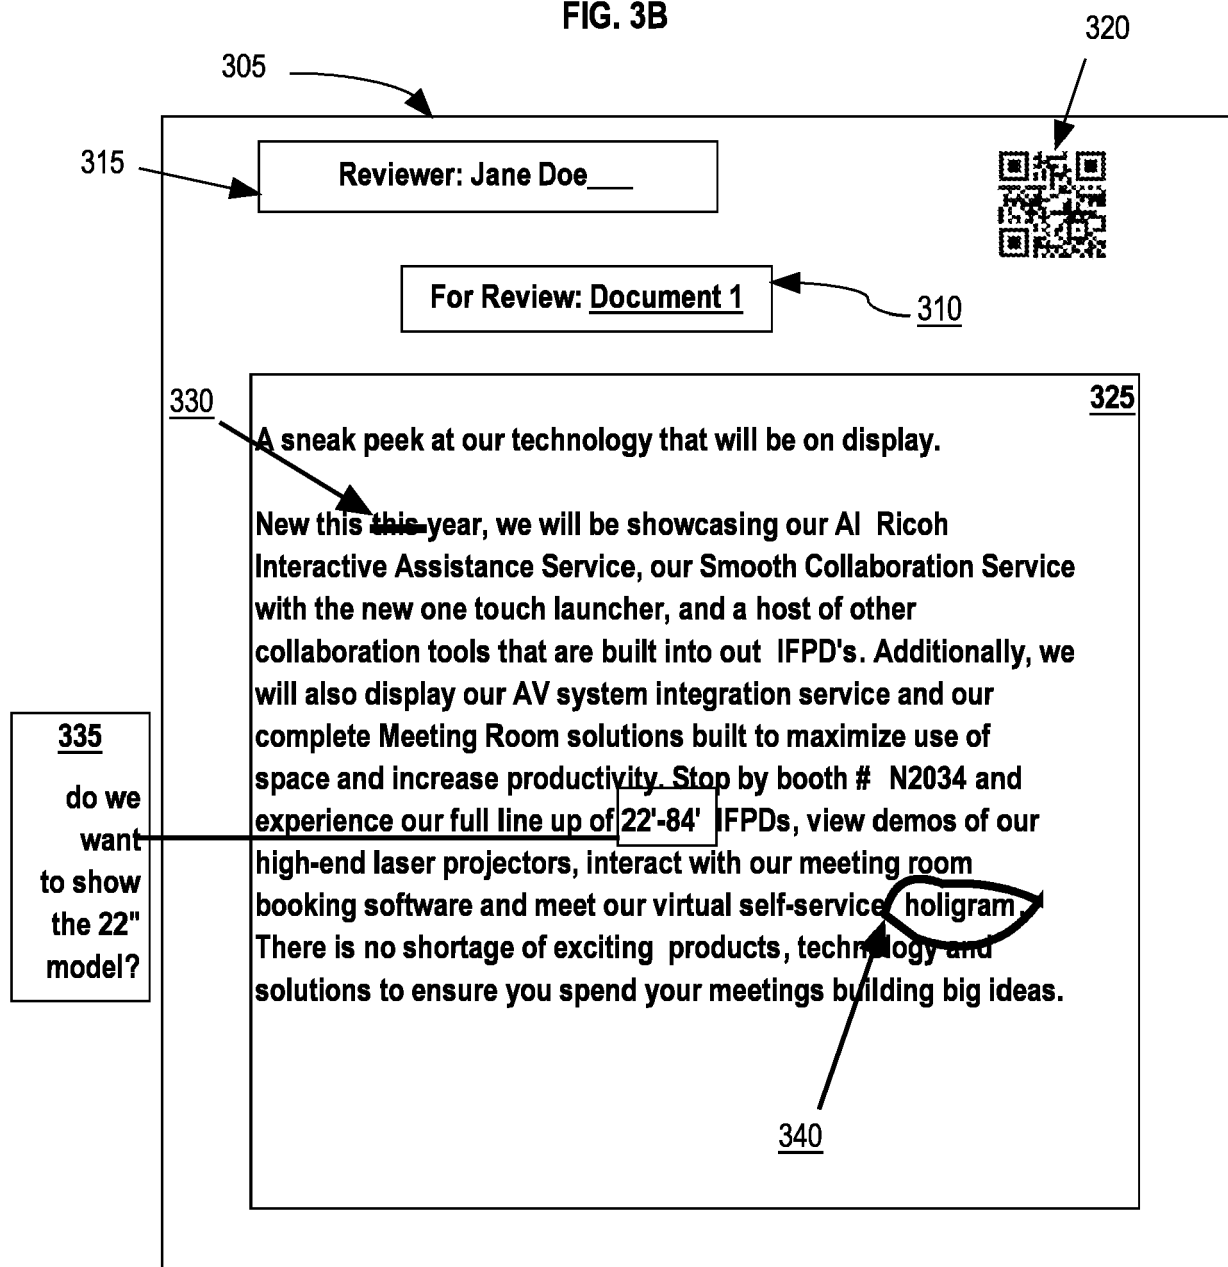 FIG. 3B
320
305
315
Reviewer: Jane Doe___
For Review: Document 1
310
330
325
A sneak peek at our technology that will be on display.
New this this year, we will be showcasing our AI Ricoh
Interactive Assistance Service, our Smooth Collaboration Service
with the new one touch launcher, and a host of other
collaboration tools that are built into out IFPD's. Additionally, we
will also display our AV system integration service and our
complete Meeting Room solutions built to maximize use of
space and increase productivity. Stop by booth # N2034 and
experience our full line up of 22'-84' IFPDs, view demos of our
high-end laser projectors, interact with our meeting room
booking software and meet our virtual self-service holigram.
There is no shortage of exciting products, technology and
solutions to ensure you spend your meetings building big ideas.
335
do we
want
to show
the 22"
model?
340